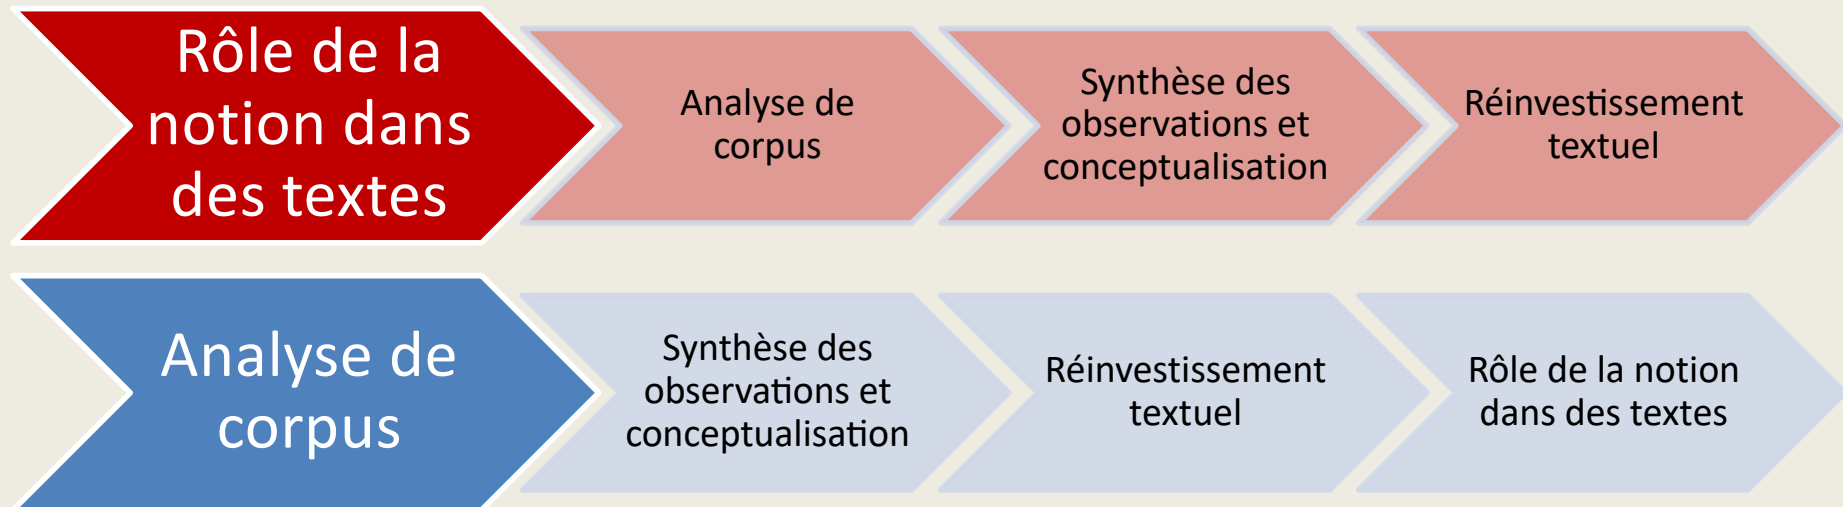 Rôle de la
notion dans
des textes
Analyse de
corpus
Synthèse des
observations et
conceptualisation
Réinvestissement
textuel
Analyse de
corpus
Synthèse des
observations et
conceptualisation
Réinvestissement
textuel
Rôle de la notion
dans des textes